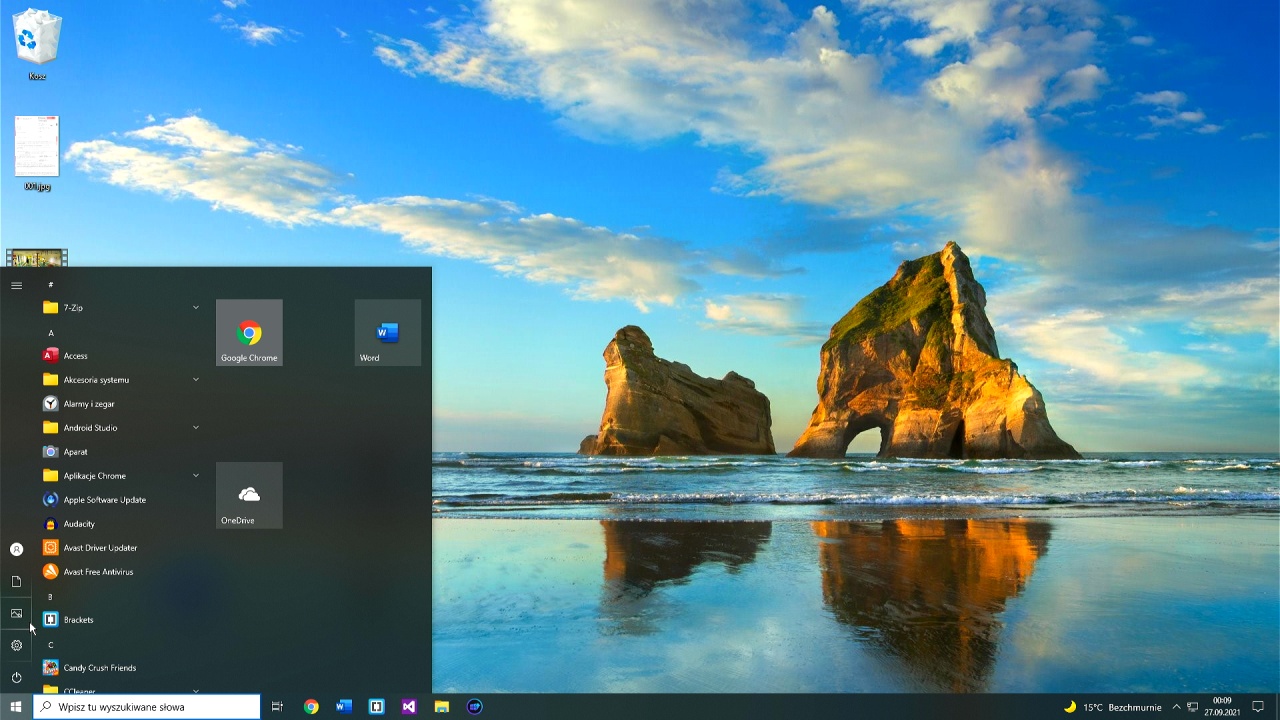 Kosz
001.jpg
#
7-Zip
A
Access
Akcesoria systemu
Alarmy i zegar
Android Studio
Aparat
Aplikacje Chrome
Apple Software Update
Audacity
Avast Driver Updater
Avast Free Antivirus
B
Brackets
C
Candy Crush Friends
CCleaner
Google Chrome
Word
OneDrive
Wpisz tu wyszukiwane słowa
15°C Bezchmurnie
00:09
27.09.2021